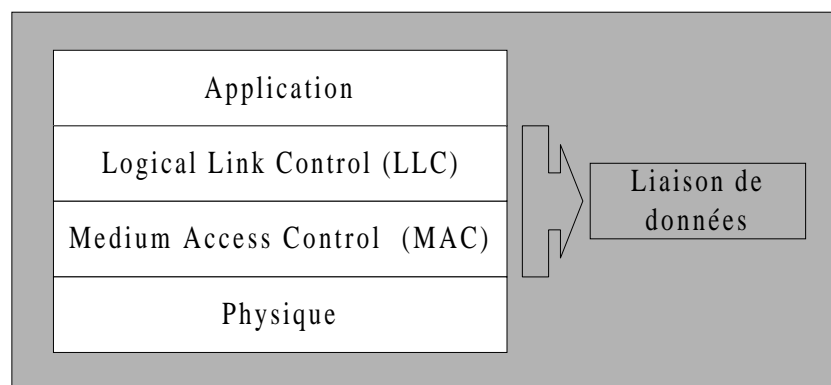 Application
Logical Link Control (LLC)
Medium Access Control (MAC)
Physique
Liaison de
données